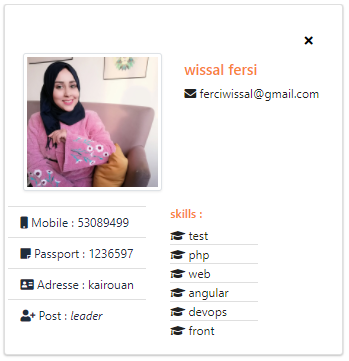 ×
wissal fersi
ferciwissal@gmail.com
Mobile : 53089499
Passport : 1236597
Adresse : kairouan
Post : leader
skills :
test
php
web
angular
devops
front